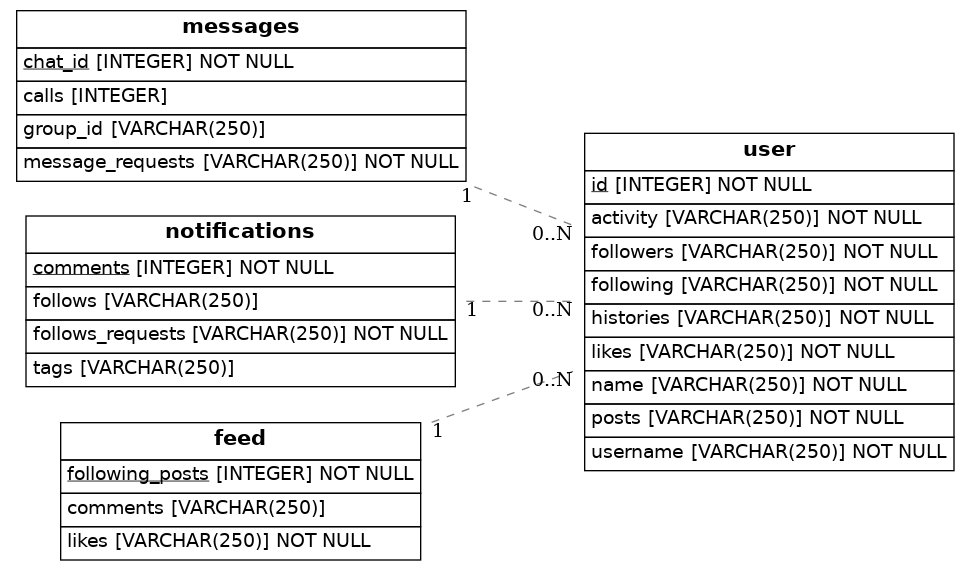 messages
chat_id [INTEGER] NOT NULL
calls [INTEGER]
group_id [VARCHAR(250)]
message_requests [VARCHAR(250)] NOT NULL
1
0..N
notifications
comments [INTEGER] NOT NULL
follows [VARCHAR(250)]
follows_requests [VARCHAR(250)] NOT NULL
tags [VARCHAR(250)]
1
0..N
feed
following_posts [INTEGER] NOT NULL
comments [VARCHAR(250)]
likes [VARCHAR(250)] NOT NULL
1
0..N
user
id [INTEGER] NOT NULL
activity [VARCHAR(250)] NOT NULL
followers [VARCHAR(250)] NOT NULL
following [VARCHAR(250)] NOT NULL
histories [VARCHAR(250)] NOT NULL
likes [VARCHAR(250)] NOT NULL
name [VARCHAR(250)] NOT NULL
posts [VARCHAR(250)] NOT NULL
username [VARCHAR(250)] NOT NULL